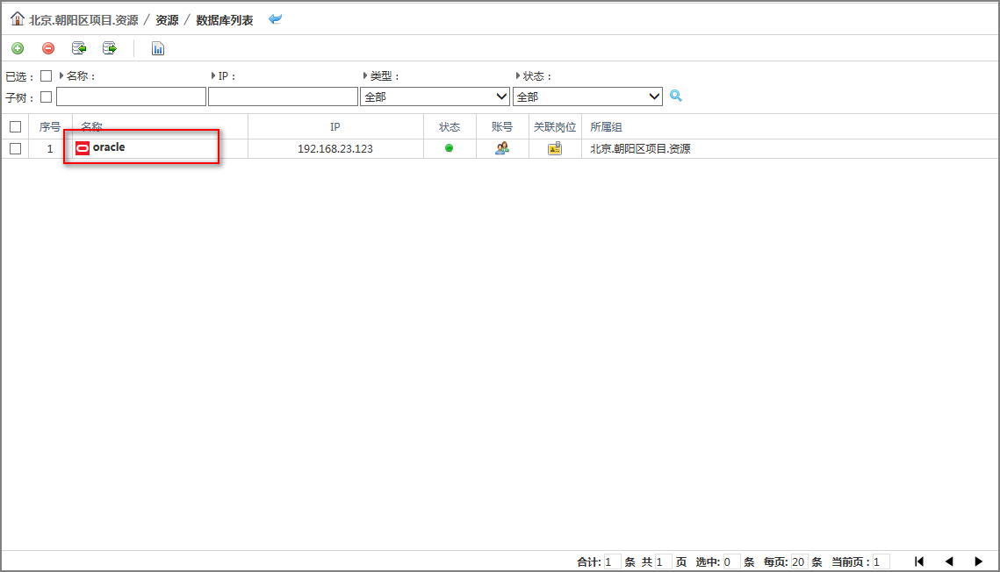 北京.朝阳区项目.资源 / 资源 / 数据库列表
已选： 名称： IP： 类型： 状态：
子树： 全部 全部
序号 名称 IP 状态 账号 关联岗位 所属组
1 oracle 192.168.23.123 北京.朝阳区项目.资源
合计: 1 条 共 1 页 选中: 0 条 每页: 20 条 当前页： 1